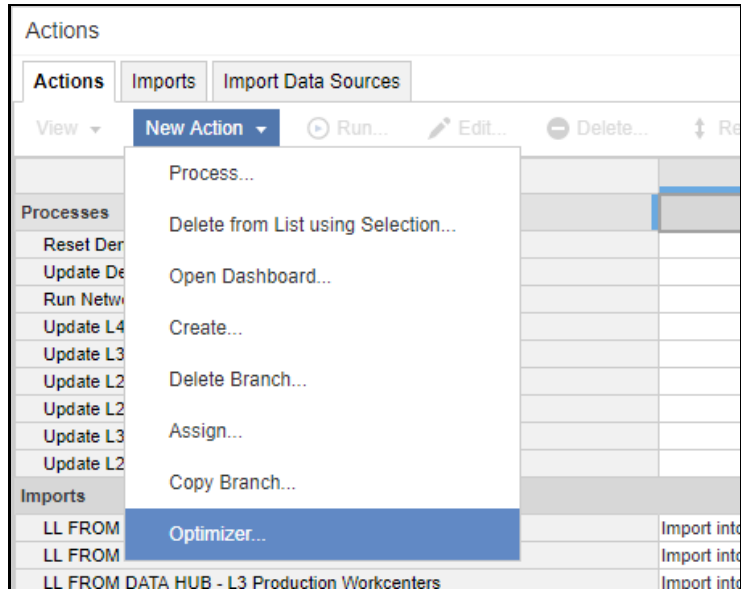 Actions
Actions Imports Import Data Sources
View New Action Run... Edit... Delete... Re
Process...
Processes
Delete from List using Selection...
Reset Der
Update De
Open Dashboard...
Run Netw
Update L4
Create...
Update L3
Update L2
Delete Branch...
Update L2
Update L3
Assign...
Update L2
Copy Branch...
Imports
LL FROM
Optimizer...
Import into
LL FROM
Import into
LL FROM DATA HUB - L3 Production Workcenters
Import into